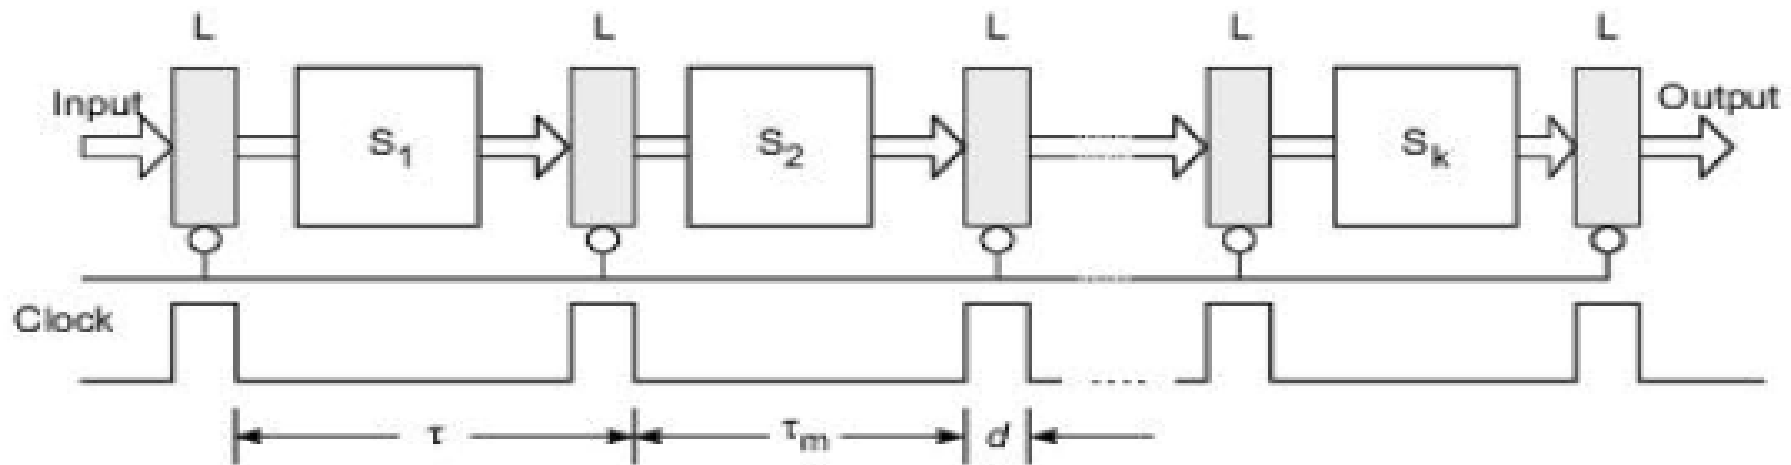 L L L L L
Input S1 S2 Sk Output
Clock
τ τm d